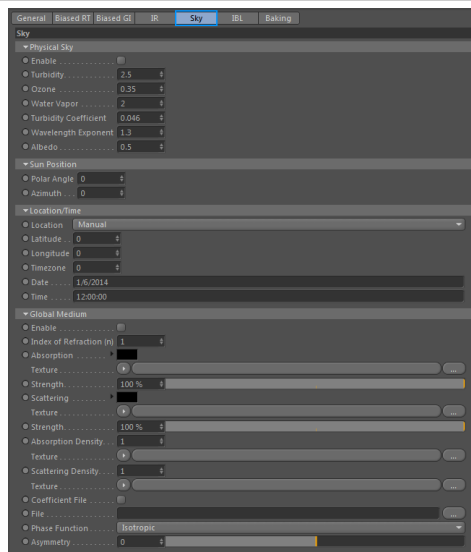 General Biased RT Biased GI IR Sky IBL Baking
Sky
Physical Sky
Enable
Turbidity 2.5
Ozone 0.35
Water Vapor 2
Turbidity Coefficient 0.046
Wavelength Exponent 1.3
Albedo 0.5
Sun Position
Polar Angle 0
Azimuth 0
Location/Time
Location Manual
Latitude 0
Longitude 0
Timezone 0
Date 1/6/2014
Time 12:00:00
Global Medium
Enable
Index of Refraction (n) 1
Absorption
Texture ...
Strength 100 %
Scattering
Texture ...
Strength 100 %
Absorption Density 1
Texture ...
Scattering Density 1
Texture ...
Coefficient File
File ...
Phase Function Isotropic
Asymmetry 0